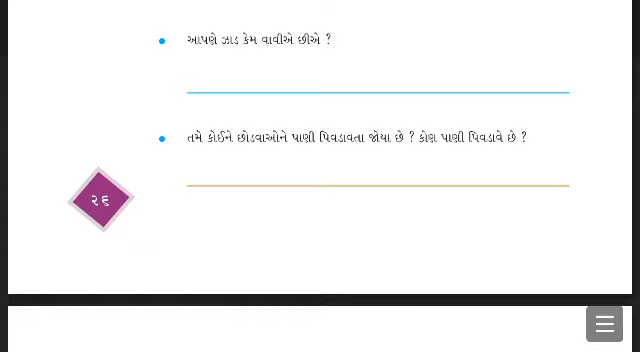 આપણે ઝાડ કેમ વાવીએ છીએ ?
તમે કોઈને છોડવાઓને પાણી પિવડાવતા જોયા છે ? કોણ પાણી પિવડાવે છે ?
૨૬